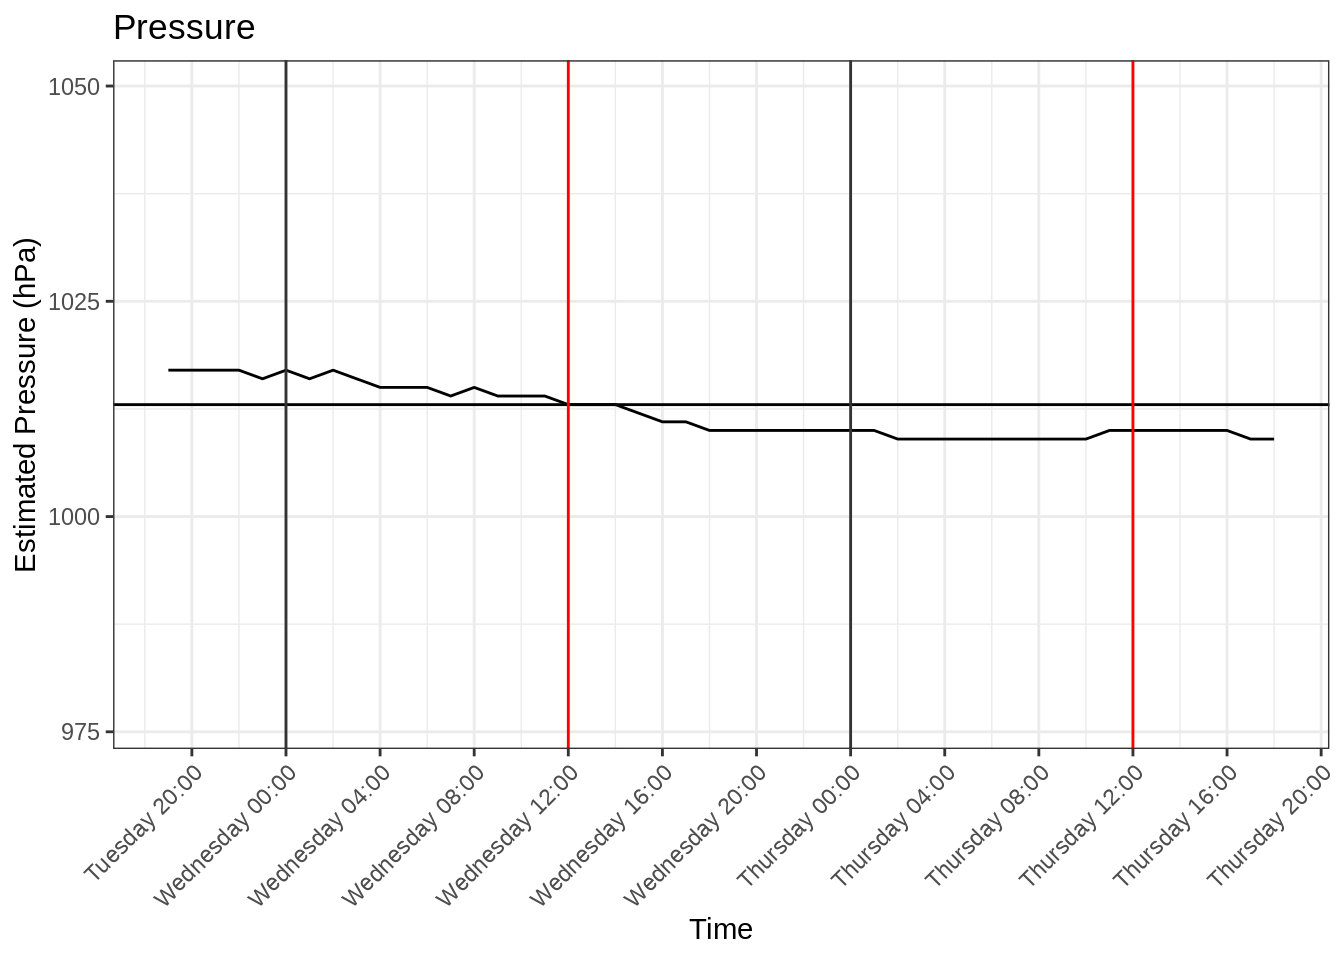 Pressure
Estimated Pressure (hPa)
1050
1025
1000
975
Tuesday 20:00
Wednesday 00:00
Wednesday 04:00
Wednesday 08:00
Wednesday 12:00
Wednesday 16:00
Wednesday 20:00
Thursday 00:00
Thursday 04:00
Thursday 08:00
Thursday 12:00
Thursday 16:00
Thursday 20:00
Time